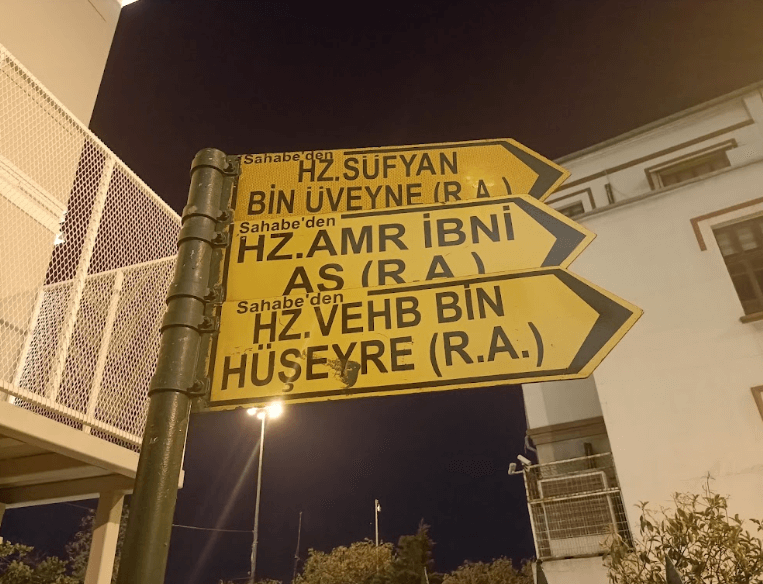 Sahabe'den
HZ.SÜFYAN
BİN ÜVEYNE (R.A.)
Sahabe'den
HZ.AMR İBNİ
AS (R.A.)
Sahabe'den
HZ.VEHB BİN
HÜŞEYRE (R.A.)